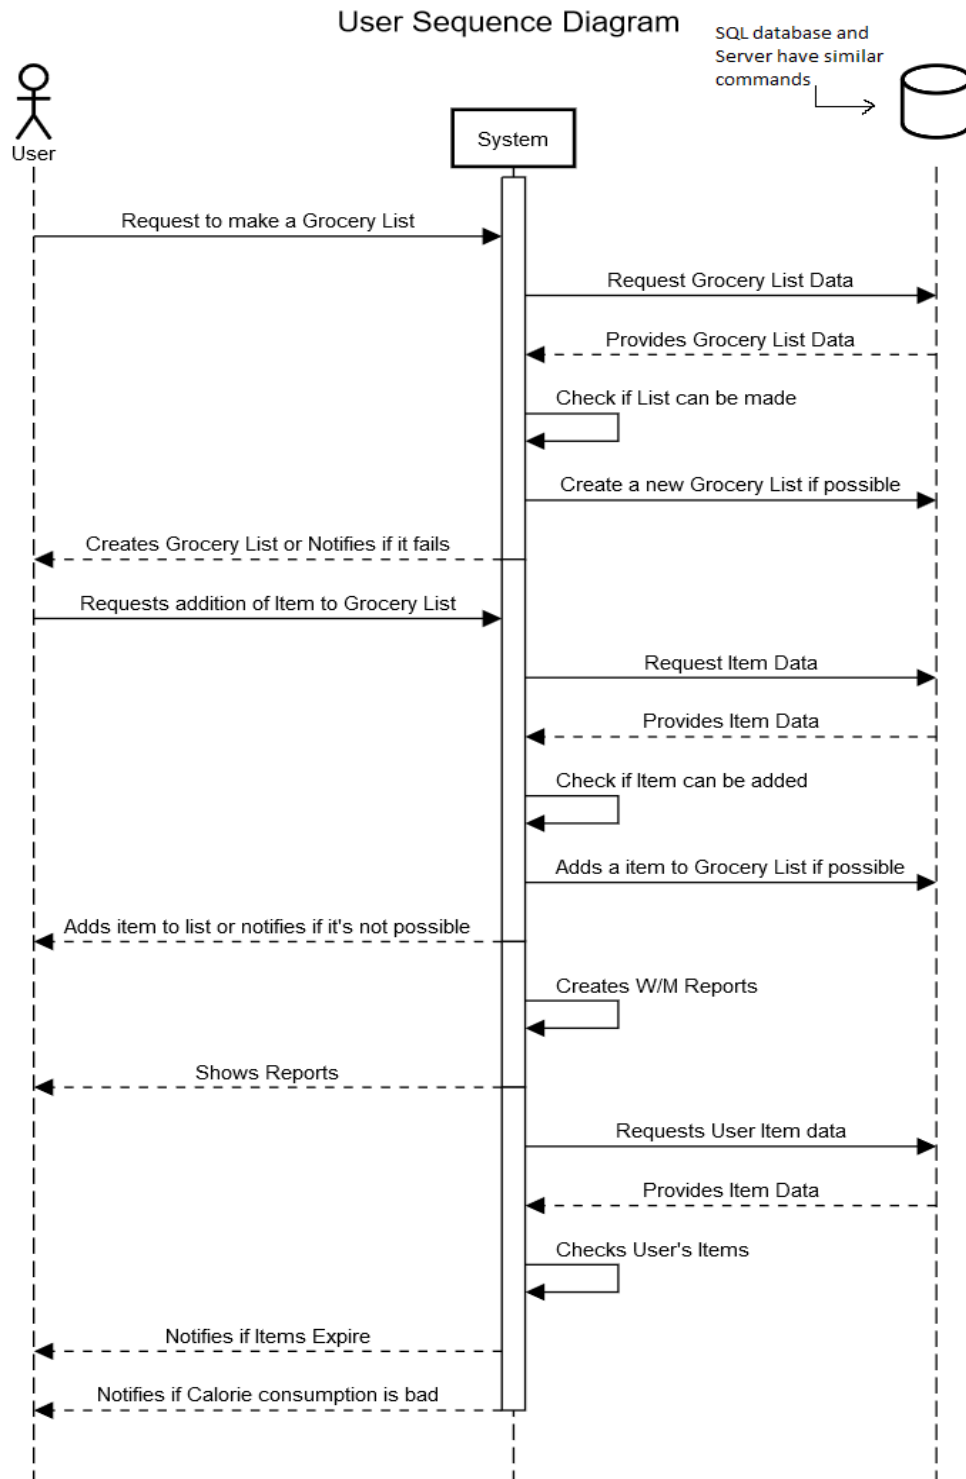 User Sequence Diagram
SQL database and
Server have similar
commands
User
System
Request to make a Grocery List
Request Grocery List Data
Provides Grocery List Data
Check if List can be made
Create a new Grocery List if possible
Creates Grocery List or Notifies if it fails
Requests addition of Item to Grocery List
Request Item Data
Provides Item Data
Check if Item can be added
Adds a item to Grocery List if possible
Adds item to list or notifies if it's not possible
Creates W/M Reports
Shows Reports
Requests User Item data
Provides Item Data
Checks User's Items
Notifies if Items Expire
Notifies if Calorie consumption is bad